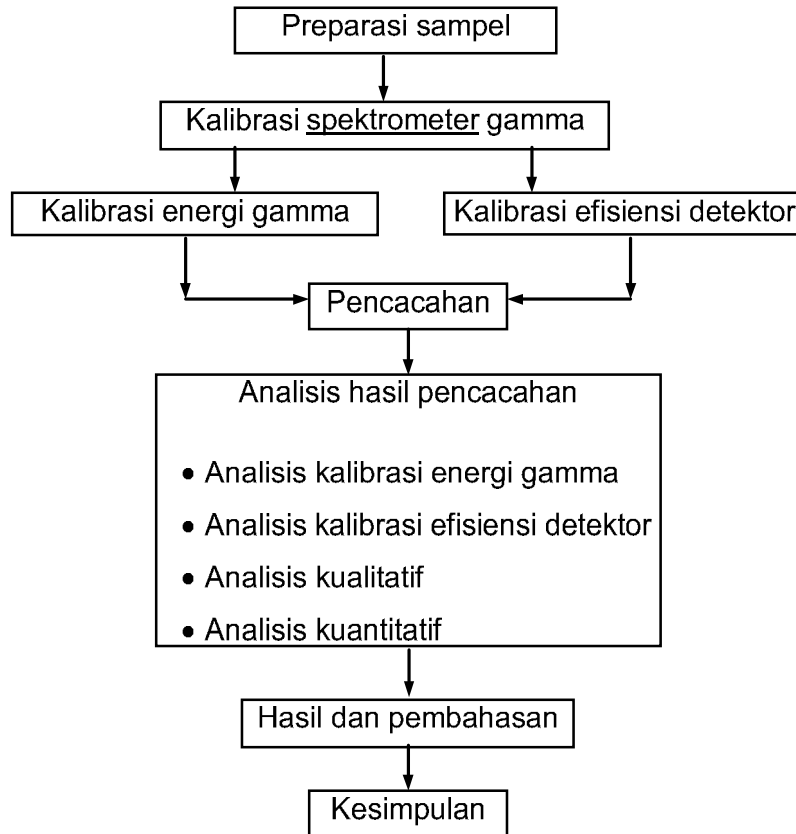 Preparasi sampel
Kalibrasi spektrometer gamma
Kalibrasi energi gamma
Kalibrasi efisiensi detektor
Pencacahan
Analisis hasil pencacahan
• Analisis kalibrasi energi gamma
• Analisis kalibrasi efisiensi detektor
• Analisis kualitatif
• Analisis kuantitatif
Hasil dan pembahasan
Kesimpulan